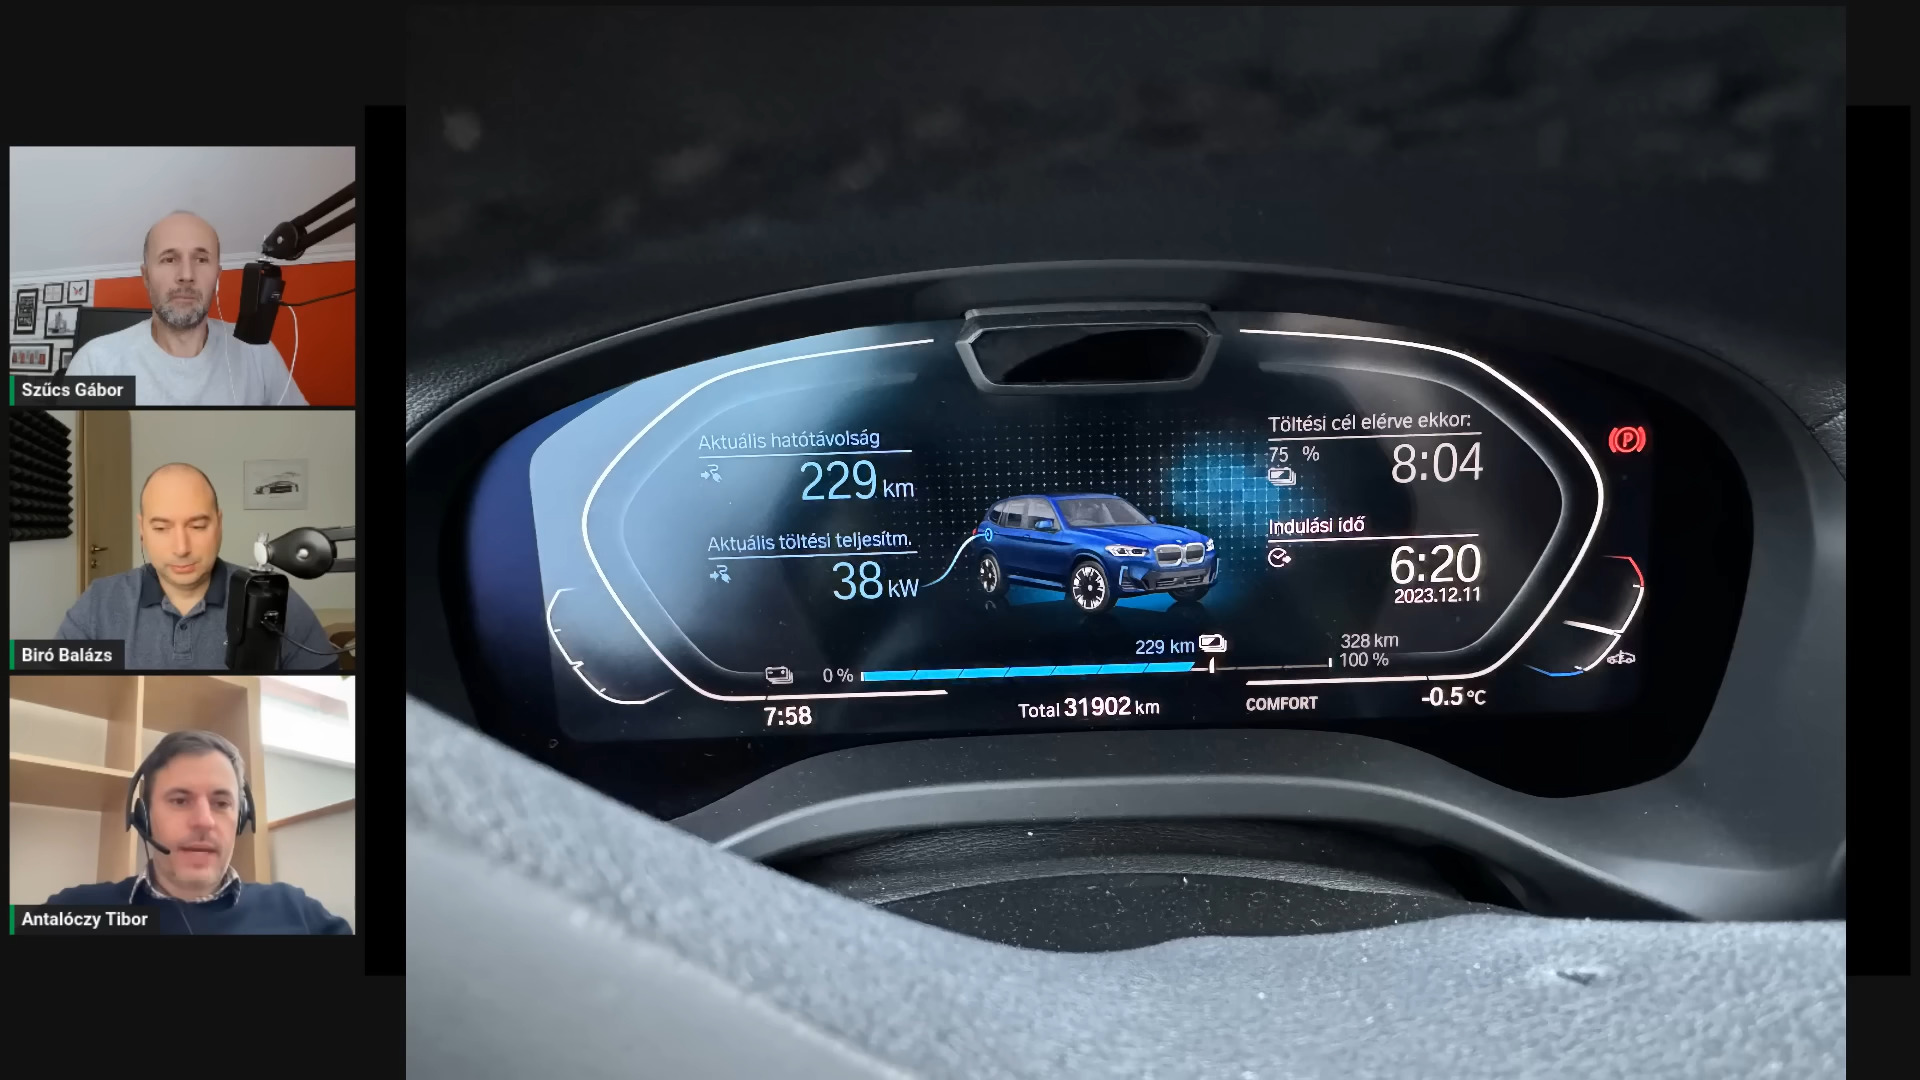 Szűcs Gábor
Biró Balázs
Antalóczy Tibor
Aktuális hatótávolság
229 km
Aktuális töltési teljesítm.
38 kW
Töltési cél elérve ekkor:
75 %
8:04
Indulási idő
6:20
2023.12.11
229 km
328 km
0 %
100 %
7:58
Total 31902 km
COMFORT
-0.5 °C
P